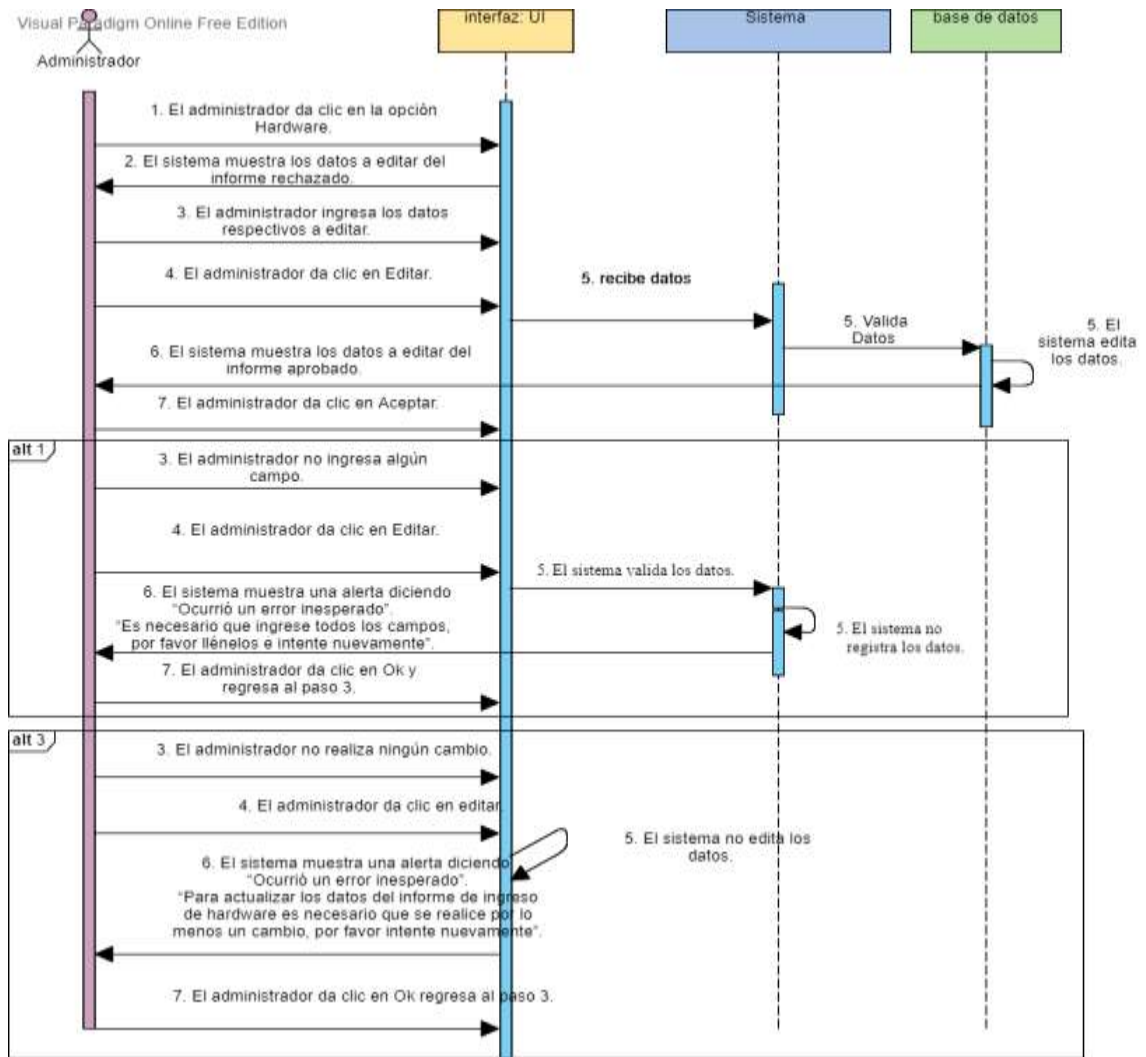 Visual Paradigm Online Free Edition
Administrador
interfaz: UI
Sistema
base de datos
1. El administrador da clic en la opción
Hardware.
2. El sistema muestra los datos a editar del
informe rechazado.
3. El administrador ingresa los datos
respectivos a editar.
4. El administrador da clic en Editar.
5. recibe datos
5. Valida
Datos
5. El
sistema edita
los datos.
6. El sistema muestra los datos a editar del
informe aprobado.
7. El administrador da clic en Aceptar.
alt 1
3. El administrador no ingresa algún
campo.
4. El administrador da clic en Editar.
5. El sistema valida los datos.
5. El sistema no
registra los datos.
6. El sistema muestra una alerta diciendo
“Ocurrió un error inesperado”.
“Es necesario que ingrese todos los campos,
por favor llénelos e intente nuevamente”.
7. El administrador da clic en Ok y
regresa al paso 3.
alt 3
3. El administrador no realiza ningún cambio.
4. El administrador da clic en editar
5. El sistema no edita los
datos.
6. El sistema muestra una alerta diciendo
“Ocurrió un error inesperado”.
“Para actualizar los datos del informe de ingreso
de hardware es necesario que se realice por lo
menos un cambio, por favor intente nuevamente”.
7. El administrador da clic en Ok regresa al paso 3.